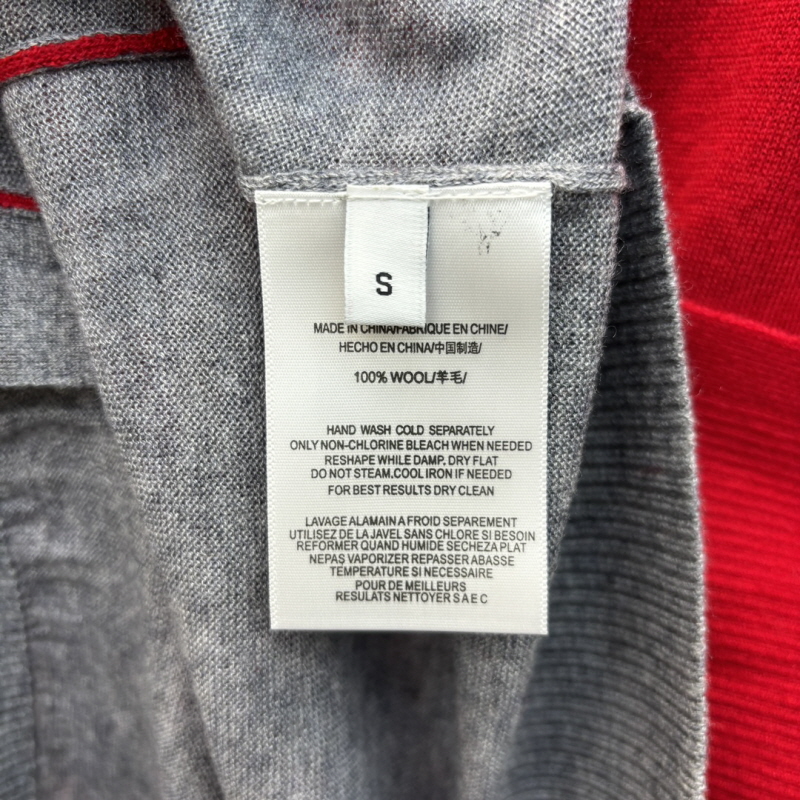 S
MADE IN CHINA/FABRIQUE EN CHINE/
HECHO EN CHINA/中国制造/
100% WOOL/羊毛/
HAND WASH COLD SEPARATELY
ONLY NON-CHLORINE BLEACH WHEN NEEDED
RESHAPE WHILE DAMP, DRY FLAT
DO NOT STEAM,COOL IRON IF NEEDED
FOR BEST RESULTS DRY CLEAN
LAVAGE ALAMAIN A FROID SEPAREMENT
UTILISEZ DE LA JAVEL SANS CHLORE SI BESOIN
REFORMER QUAND HUMIDE SECHEZA PLAT
NEPAS VAPORIZER REPASSER ABASSE
TEMPERATURE SI NECESSAIRE
POUR DE MEILLEURS
RESULATS NETTOYER S A E C